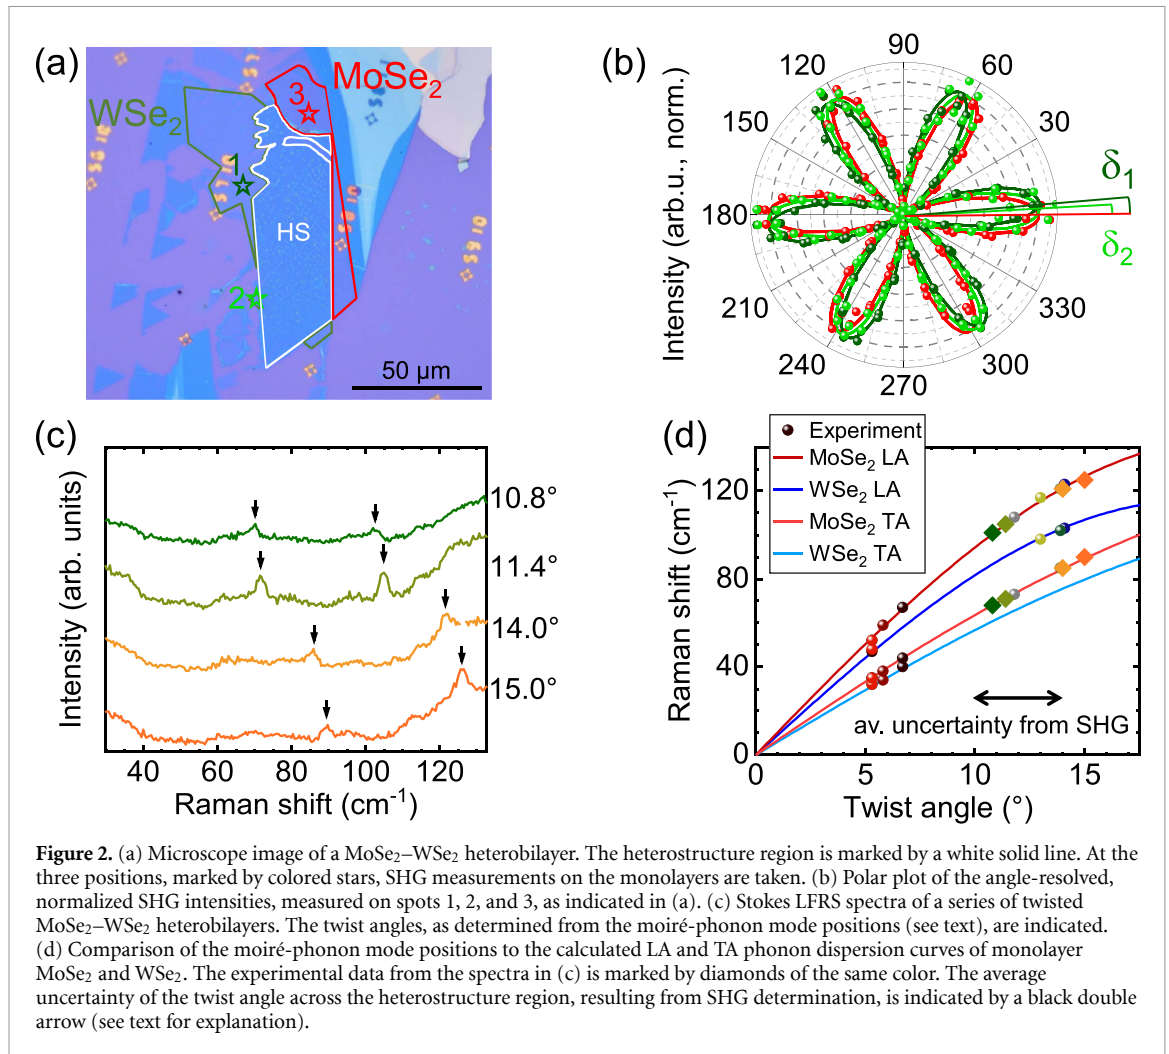 (a)
WSe2
MoSe2
3
1
HS
2
50 µm
(b)
Intensity (arb.u., norm.)
90
120
60
150
30
180
δ1
δ2
210
330
240
300
270
(c)
Intensity (arb. units)
10.8°
11.4°
14.0°
15.0°
40 60 80 100 120
Raman shift (cm-1)
(d)
Experiment
MoSe2 LA
WSe2 LA
MoSe2 TA
WSe2 TA
Raman shift (cm-1)
120
80
40
0
av. uncertainty from SHG
0 5 10 15
Twist angle (°)
Figure 2. (a) Microscope image of a MoSe2–WSe2 heterobilayer. The heterostructure region is marked by a white solid line. At the
three positions, marked by colored stars, SHG measurements on the monolayers are taken. (b) Polar plot of the angle-resolved,
normalized SHG intensities, measured on spots 1, 2, and 3, as indicated in (a). (c) Stokes LFRS spectra of a series of twisted
MoSe2–WSe2 heterobilayers. The twist angles, as determined from the moiré-phonon mode positions (see text), are indicated.
(d) Comparison of the moiré-phonon mode positions to the calculated LA and TA phonon dispersion curves of monolayer
MoSe2 and WSe2. The experimental data from the spectra in (c) is marked by diamonds of the same color. The average
uncertainty of the twist angle across the heterostructure region, resulting from SHG determination, is indicated by a black double
arrow (see text for explanation).